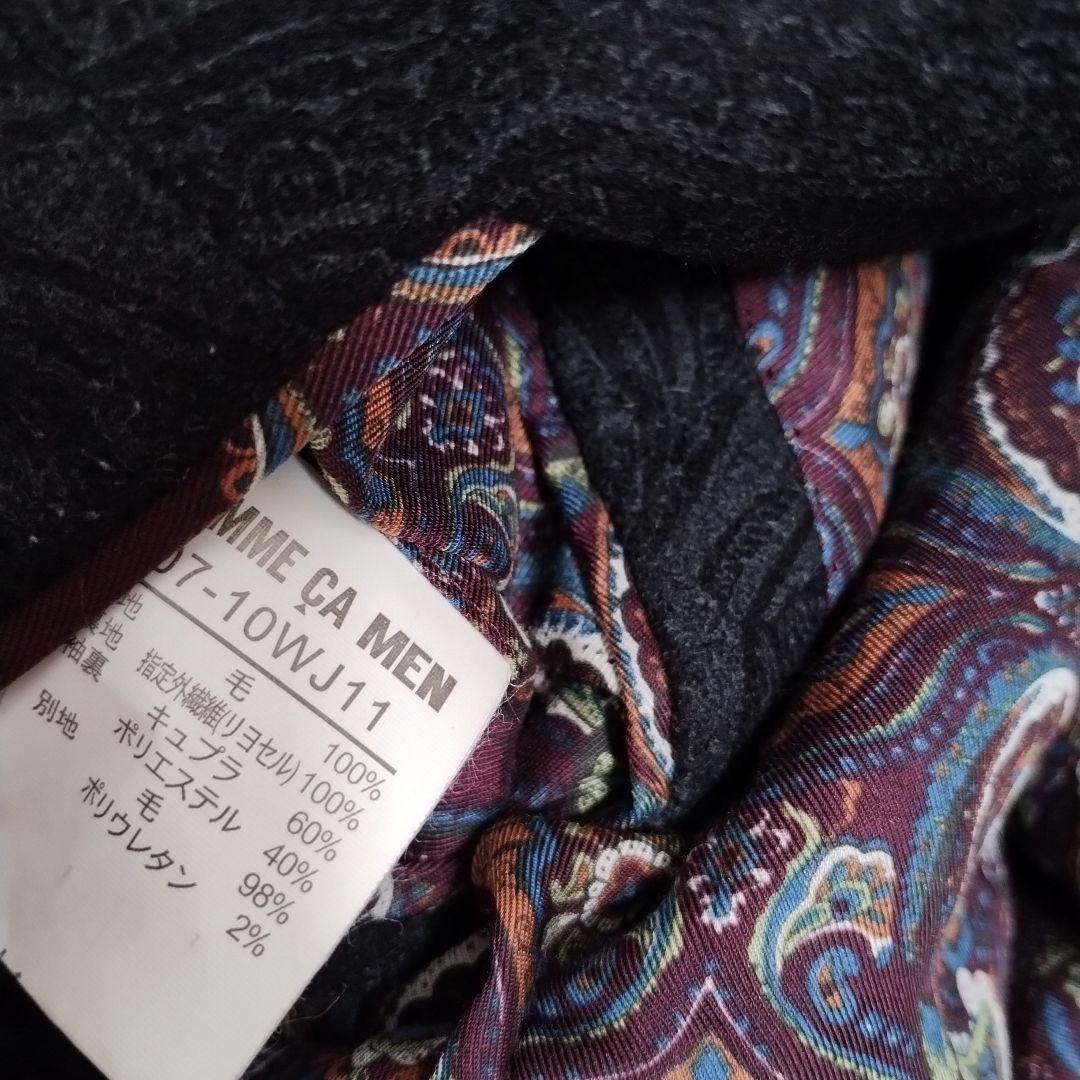 MME ÇA MEN
07-10WJ11
地 毛 100%
裏地 指定外繊維(リヨセル) 100%
袖裏 キュプラ 60%
ポリエステル 40%
別地 毛 98%
ポリウレタン 2%